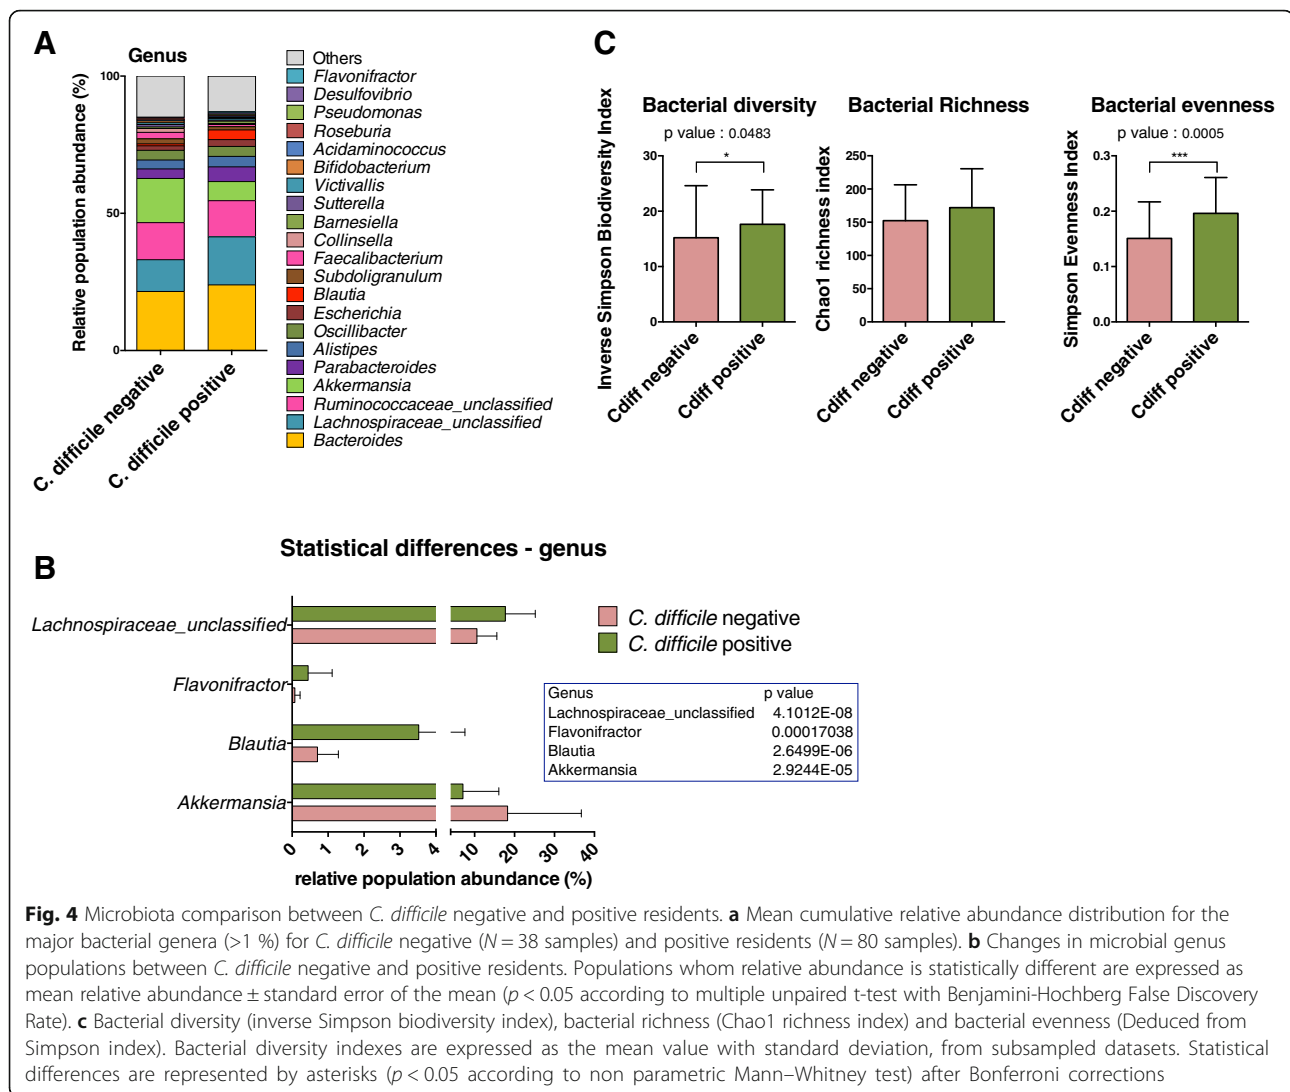 A
Genus
Relative population abundance (%)
100
50
0
C. difficile negative
C. difficile positive
Others
Flavonifractor
Desulfovibrio
Pseudomonas
Roseburia
Acidaminococcus
Bifidobacterium
Victivallis
Sutterella
Barnesiella
Collinsella
Faecalibacterium
Subdoligranulum
Blautia
Escherichia
Oscillibacter
Alistipes
Parabacteroides
Akkermansia
Ruminococcaceae_unclassified
Lachnospiraceae_unclassified
Bacteroides
C
Bacterial diversity
p value : 0.0483
*
Inverse Simpson Biodiversity Index
30
20
10
0
Cdiff negative
Cdiff positive
Bacterial Richness
Chao1 richness index
250
200
150
100
50
0
Cdiff negative
Cdiff positive
Bacterial evenness
p value : 0.0005
***
Simpson Evenness Index
0.3
0.2
0.1
0.0
Cdiff negative
Cdiff positive
B
Statistical differences - genus
Lachnospiraceae_unclassified
Flavonifractor
Blautia
Akkermansia
0 1 2 3 4 10 20 30 40
relative population abundance (%)
C. difficile negative
C. difficile positive
Genus p value
Lachnospiraceae_unclassified 4.1012E-08
Flavonifractor 0.00017038
Blautia 2.6499E-06
Akkermansia 2.9244E-05
Fig. 4 Microbiota comparison between C. difficile negative and positive residents. a Mean cumulative relative abundance distribution for the
major bacterial genera (>1 %) for C. difficile negative (N = 38 samples) and positive residents (N = 80 samples). b Changes in microbial genus
populations between C. difficile negative and positive residents. Populations whom relative abundance is statistically different are expressed as
mean relative abundance ± standard error of the mean (p < 0.05 according to multiple unpaired t-test with Benjamini-Hochberg False Discovery
Rate). c Bacterial diversity (inverse Simpson biodiversity index), bacterial richness (Chao1 richness index) and bacterial evenness (Deduced from
Simpson index). Bacterial diversity indexes are expressed as the mean value with standard deviation, from subsampled datasets. Statistical
differences are represented by asterisks (p < 0.05 according to non parametric Mann–Whitney test) after Bonferroni corrections